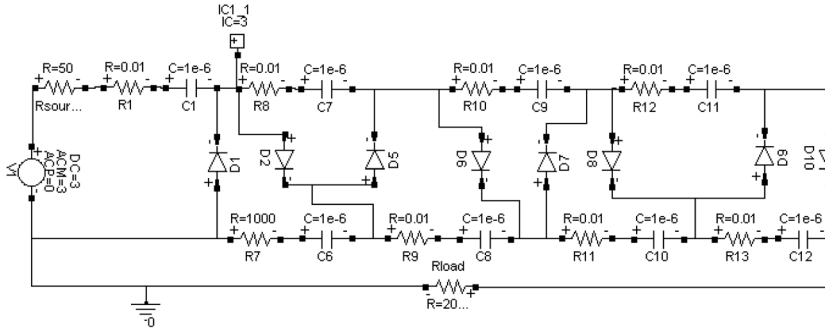 IC1_1
IC=3
R=50
R=0.01
C=1e-6
R=0.01
C=1e-6
R=0.01
C=1e-6
R=0.01
C=1e-6
Rsour...
R1
C1
R8
C7
R10
C9
R12
C11
V1
DC=3
ACM=3
ACP=0
D1
D2
D5
D6
D7
D8
D9
D10
R=1000
C=1e-6
R=0.01
C=1e-6
R=0.01
C=1e-6
R=0.01
C=1e-6
R7
C6
R9
C8
R11
C10
R13
C12
Rload
R=20...
0